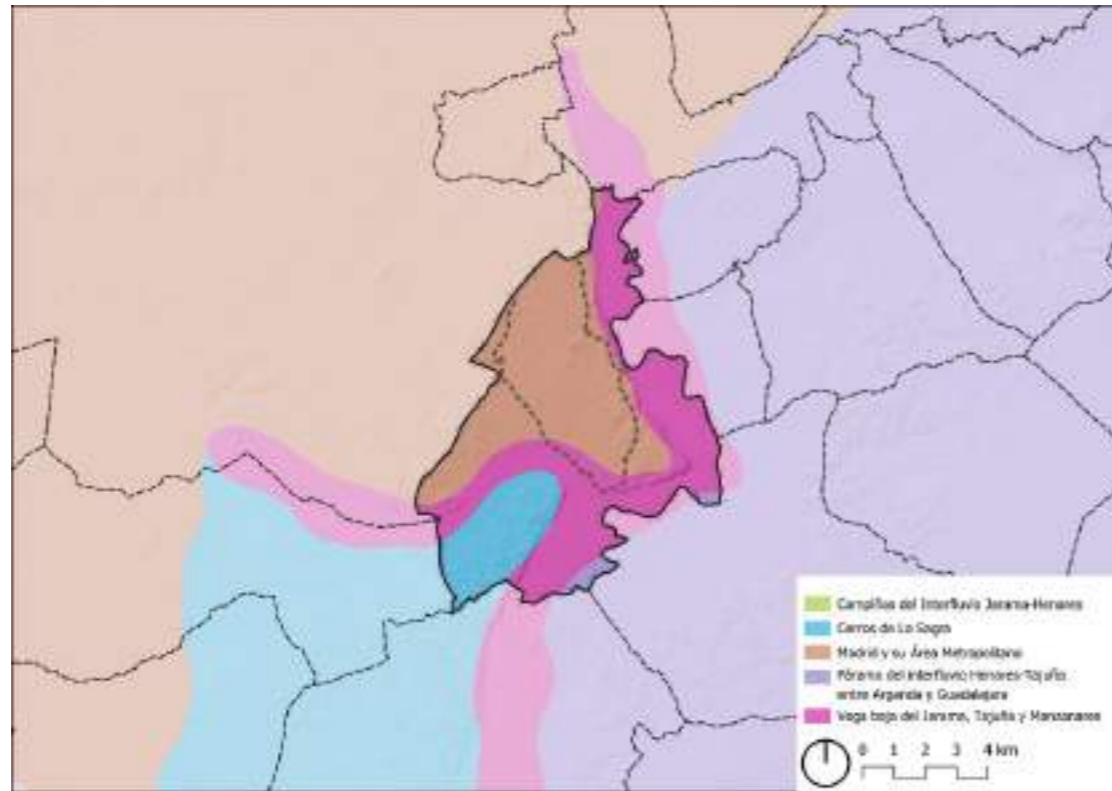 Campiñas del Interfluvio Jarama-Henares
Cerros de La Sagra
Madrid y su Área Metropolitana
Páramo del interfluvio Henares-Tajuña
entre Arganda y Guadalajara
Vega baja del Jarama, Tajuña y Manzanares
0 1 2 3 4 km